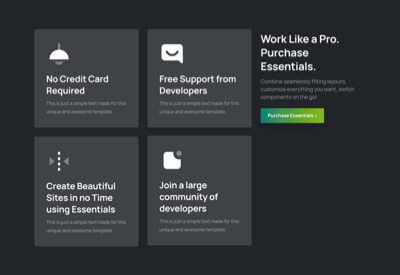 No Credit Card
Required
This is just a simple text made for this
unique and awesome template.
Free Support from
Developers
This is just a simple text made for this
unique and awesome template.
Work Like a Pro.
Purchase
Essentials.
Combine seamlessly fitting layouts,
customize everything you want, switch
components on the go!
Purchase Essentials
Create Beautiful
Sites in no Time
using Essentials
This is just a simple text made for this
unique and awesome template.
Join a large
community of
developers
This is just a simple text made for this
unique and awesome template.